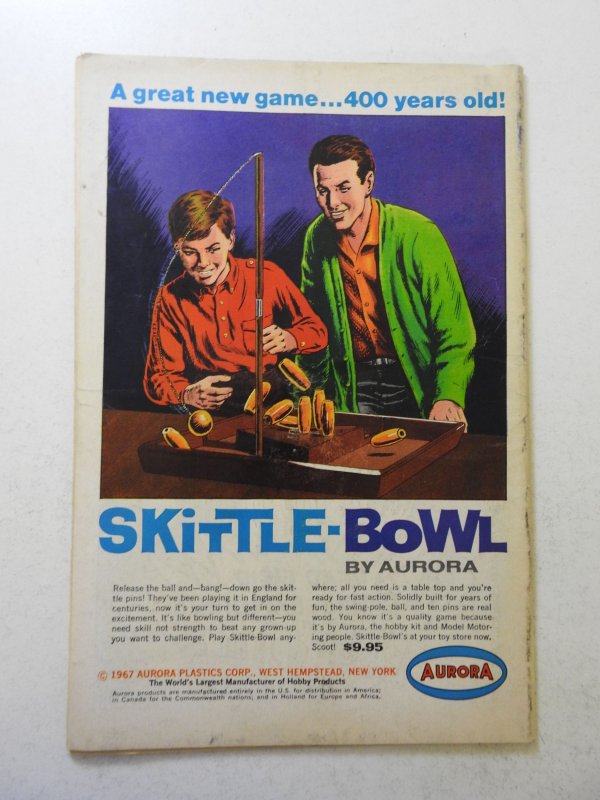 A great new game...400 years old!
SKiTTLE-BoWL
BY AURORA
Release the ball and—bang!—down go the skit-
tle pins! They've been playing it in England for
centuries, now it's your turn to get in on the
excitement. It's like bowling but different—you
need skill not strength to beat any grown-up
you want to challenge. Play Skittle-Bowl any-
where; all you need is a table top and you're
ready for fast action. Solidly built for years of
fun, the swing-pole, ball, and ten pins are real
wood. You know it's a quality game because
it's by Aurora, the hobby kit and Model Motor-
ing people. Skittle-Bowl's at your toy store now.
Scoot! $9.95
© 1967 AURORA PLASTICS CORP., WEST HEMPSTEAD, NEW YORK
The World's Largest Manufacturer of Hobby Products
Aurora products are manufactured entirely in the U.S. for distribution in America;
in Canada for the Commonwealth nations; and in Holland for Europe and Africa.
AURORA